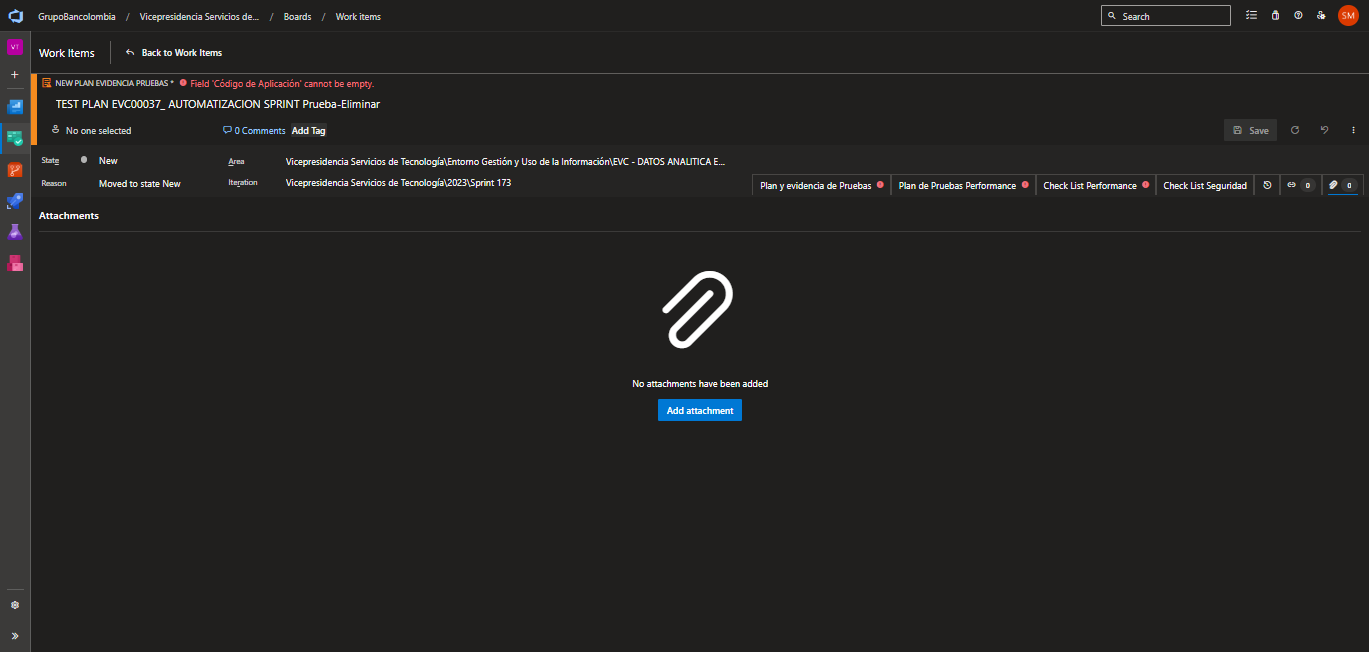 GrupoBancolombia / Vicepresidencia Servicios de... / Boards / Work items
Search
SM
VT
Work Items
Back to Work Items
NEW PLAN EVIDENCIA PRUEBAS * Field 'Código de Aplicación' cannot be empty.
TEST PLAN EVC00037_ AUTOMATIZACION SPRINT Prueba-Eliminar
No one selected
0 Comments
Add Tag
Save
State New
Area Vicepresidencia Servicios de Tecnología\Entorno Gestión y Uso de la Información\EVC - DATOS ANALITICA E...
Reason Moved to state New
Iteration Vicepresidencia Servicios de Tecnología\2023\Sprint 173
Plan y evidencia de Pruebas
Plan de Pruebas Performance
Check List Performance
Check List Seguridad
0
0
Attachments
No attachments have been added
Add attachment